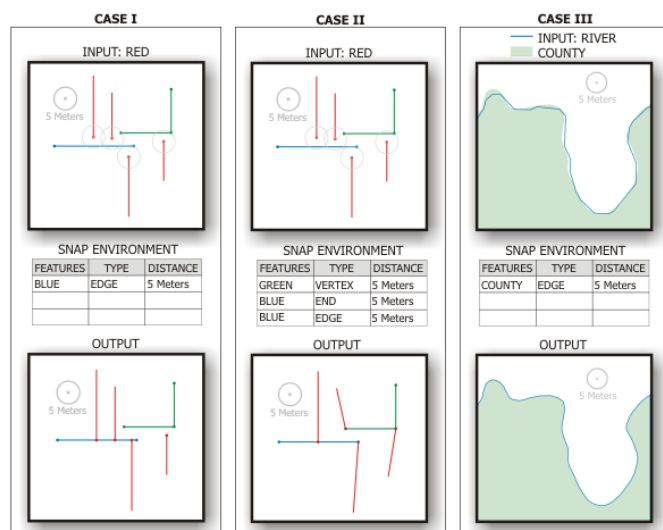 CASE I
INPUT: RED
5 Meters
SNAP ENVIRONMENT
FEATURES TYPE DISTANCE
BLUE EDGE 5 Meters
OUTPUT
5 Meters
CASE II
INPUT: RED
5 Meters
SNAP ENVIRONMENT
FEATURES TYPE DISTANCE
GREEN VERTEX 5 Meters
BLUE END 5 Meters
BLUE EDGE 5 Meters
OUTPUT
5 Meters
CASE III
INPUT: RIVER
COUNTY
5 Meters
SNAP ENVIRONMENT
FEATURES TYPE DISTANCE
COUNTY EDGE 5 Meters
OUTPUT
5 Meters